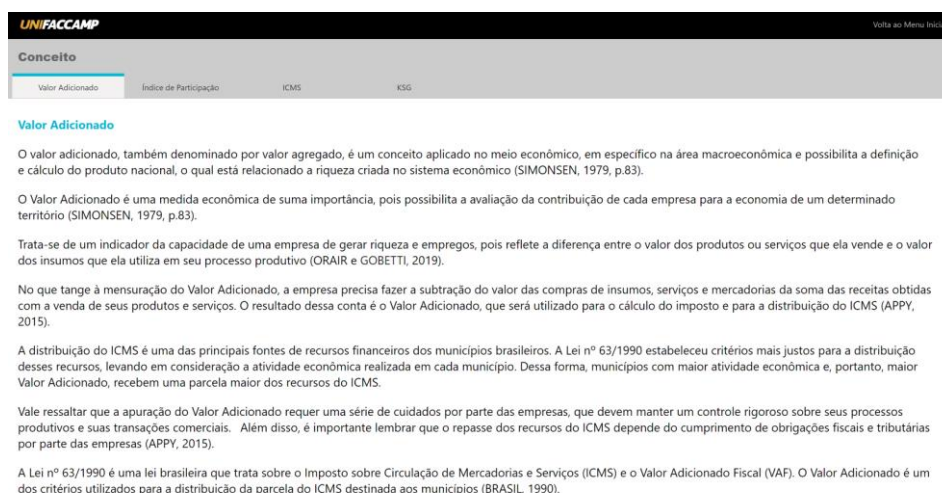 UNIFACCAMP
Volta ao Menu Inicia
Conceito
Valor Adicionado Índice de Participação ICMS KSG
Valor Adicionado
O valor adicionado, também denominado por valor agregado, é um conceito aplicado no meio econômico, em específico na área macroeconômica e possibilita a definição
e cálculo do produto nacional, o qual está relacionado a riqueza criada no sistema econômico (SIMONSEN, 1979, p.83).
O Valor Adicionado é uma medida econômica de suma importância, pois possibilita a avaliação da contribuição de cada empresa para a economia de um determinado
território (SIMONSEN, 1979, p.83).
Trata-se de um indicador da capacidade de uma empresa de gerar riqueza e empregos, pois reflete a diferença entre o valor dos produtos ou serviços que ela vende e o valor
dos insumos que ela utiliza em seu processo produtivo (ORAIR e GOBETTI, 2019).
No que tange à mensuração do Valor Adicionado, a empresa precisa fazer a subtração do valor das compras de insumos, serviços e mercadorias da soma das receitas obtidas
com a venda de seus produtos e serviços. O resultado dessa conta é o Valor Adicionado, que será utilizado para o cálculo do imposto e para a distribuição do ICMS (APPY,
2015).
A distribuição do ICMS é uma das principais fontes de recursos financeiros dos municípios brasileiros. A Lei nº 63/1990 estabeleceu critérios mais justos para a distribuição
desses recursos, levando em consideração a atividade econômica realizada em cada município. Dessa forma, municípios com maior atividade econômica e, portanto, maior
Valor Adicionado, recebem uma parcela maior dos recursos do ICMS.
Vale ressaltar que a apuração do Valor Adicionado requer uma série de cuidados por parte das empresas, que devem manter um controle rigoroso sobre seus processos
produtivos e suas transações comerciais. Além disso, é importante lembrar que o repasse dos recursos do ICMS depende do cumprimento de obrigações fiscais e tributárias
por parte das empresas (APPY, 2015).
A Lei nº 63/1990 é uma lei brasileira que trata sobre o Imposto sobre Circulação de Mercadorias e Serviços (ICMS) e o Valor Adicionado Fiscal (VAF). O Valor Adicionado é um
dos critérios utilizados para a distribuição da parcela do ICMS destinada aos municípios (BRASIL, 1990).